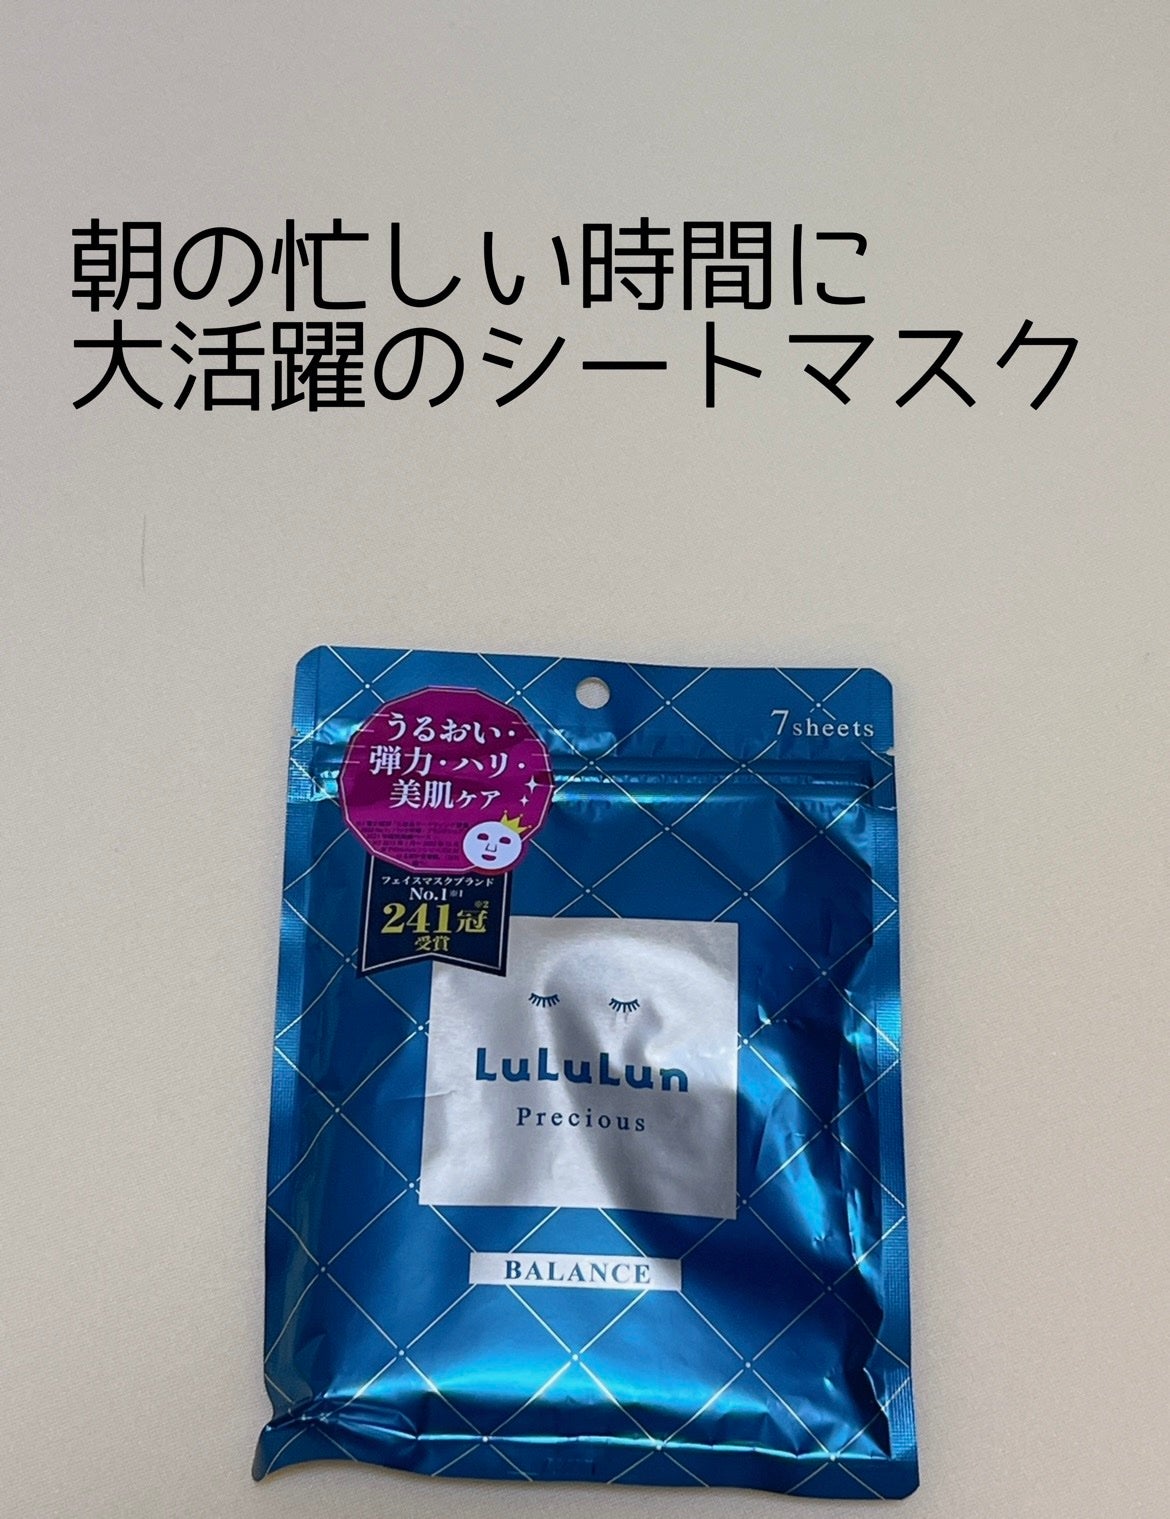 朝の忙しい時間に
大活躍のシートマスク
7sheets
うるおい・
弾力・ハリ・
美肌ケア
フェイスマスクブランド
No.1※1
241冠※2
受賞
LuLuLun
Precious
BALANCE